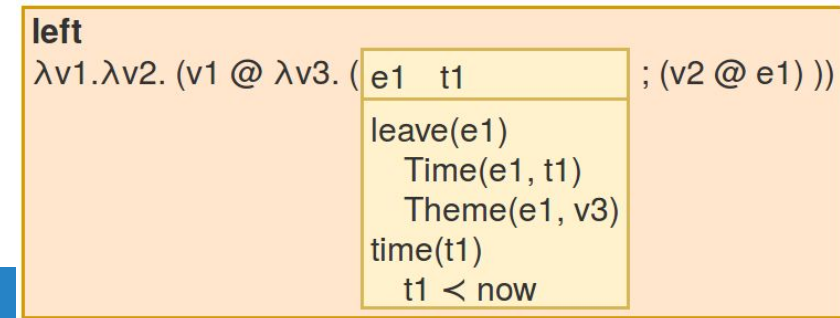 left
λv1.λv2. (v1 @ λv3. ( e1 t1 ; (v2 @ e1) ))
leave(e1)
Time(e1, t1)
Theme(e1, v3)
time(t1)
t1 ≺ now